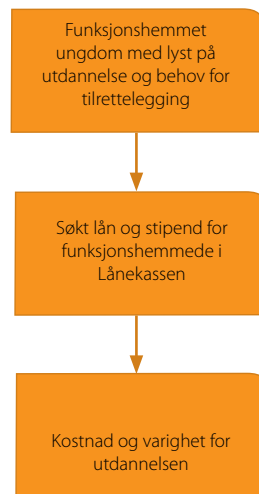 Funksjonshemmet
ungdom med lyst på
utdannelse og behov for
tilrettelegging
Søkt lån og stipend for
funksjonshemmede i
Lånekassen
Kostnad og varighet for
utdannelsen